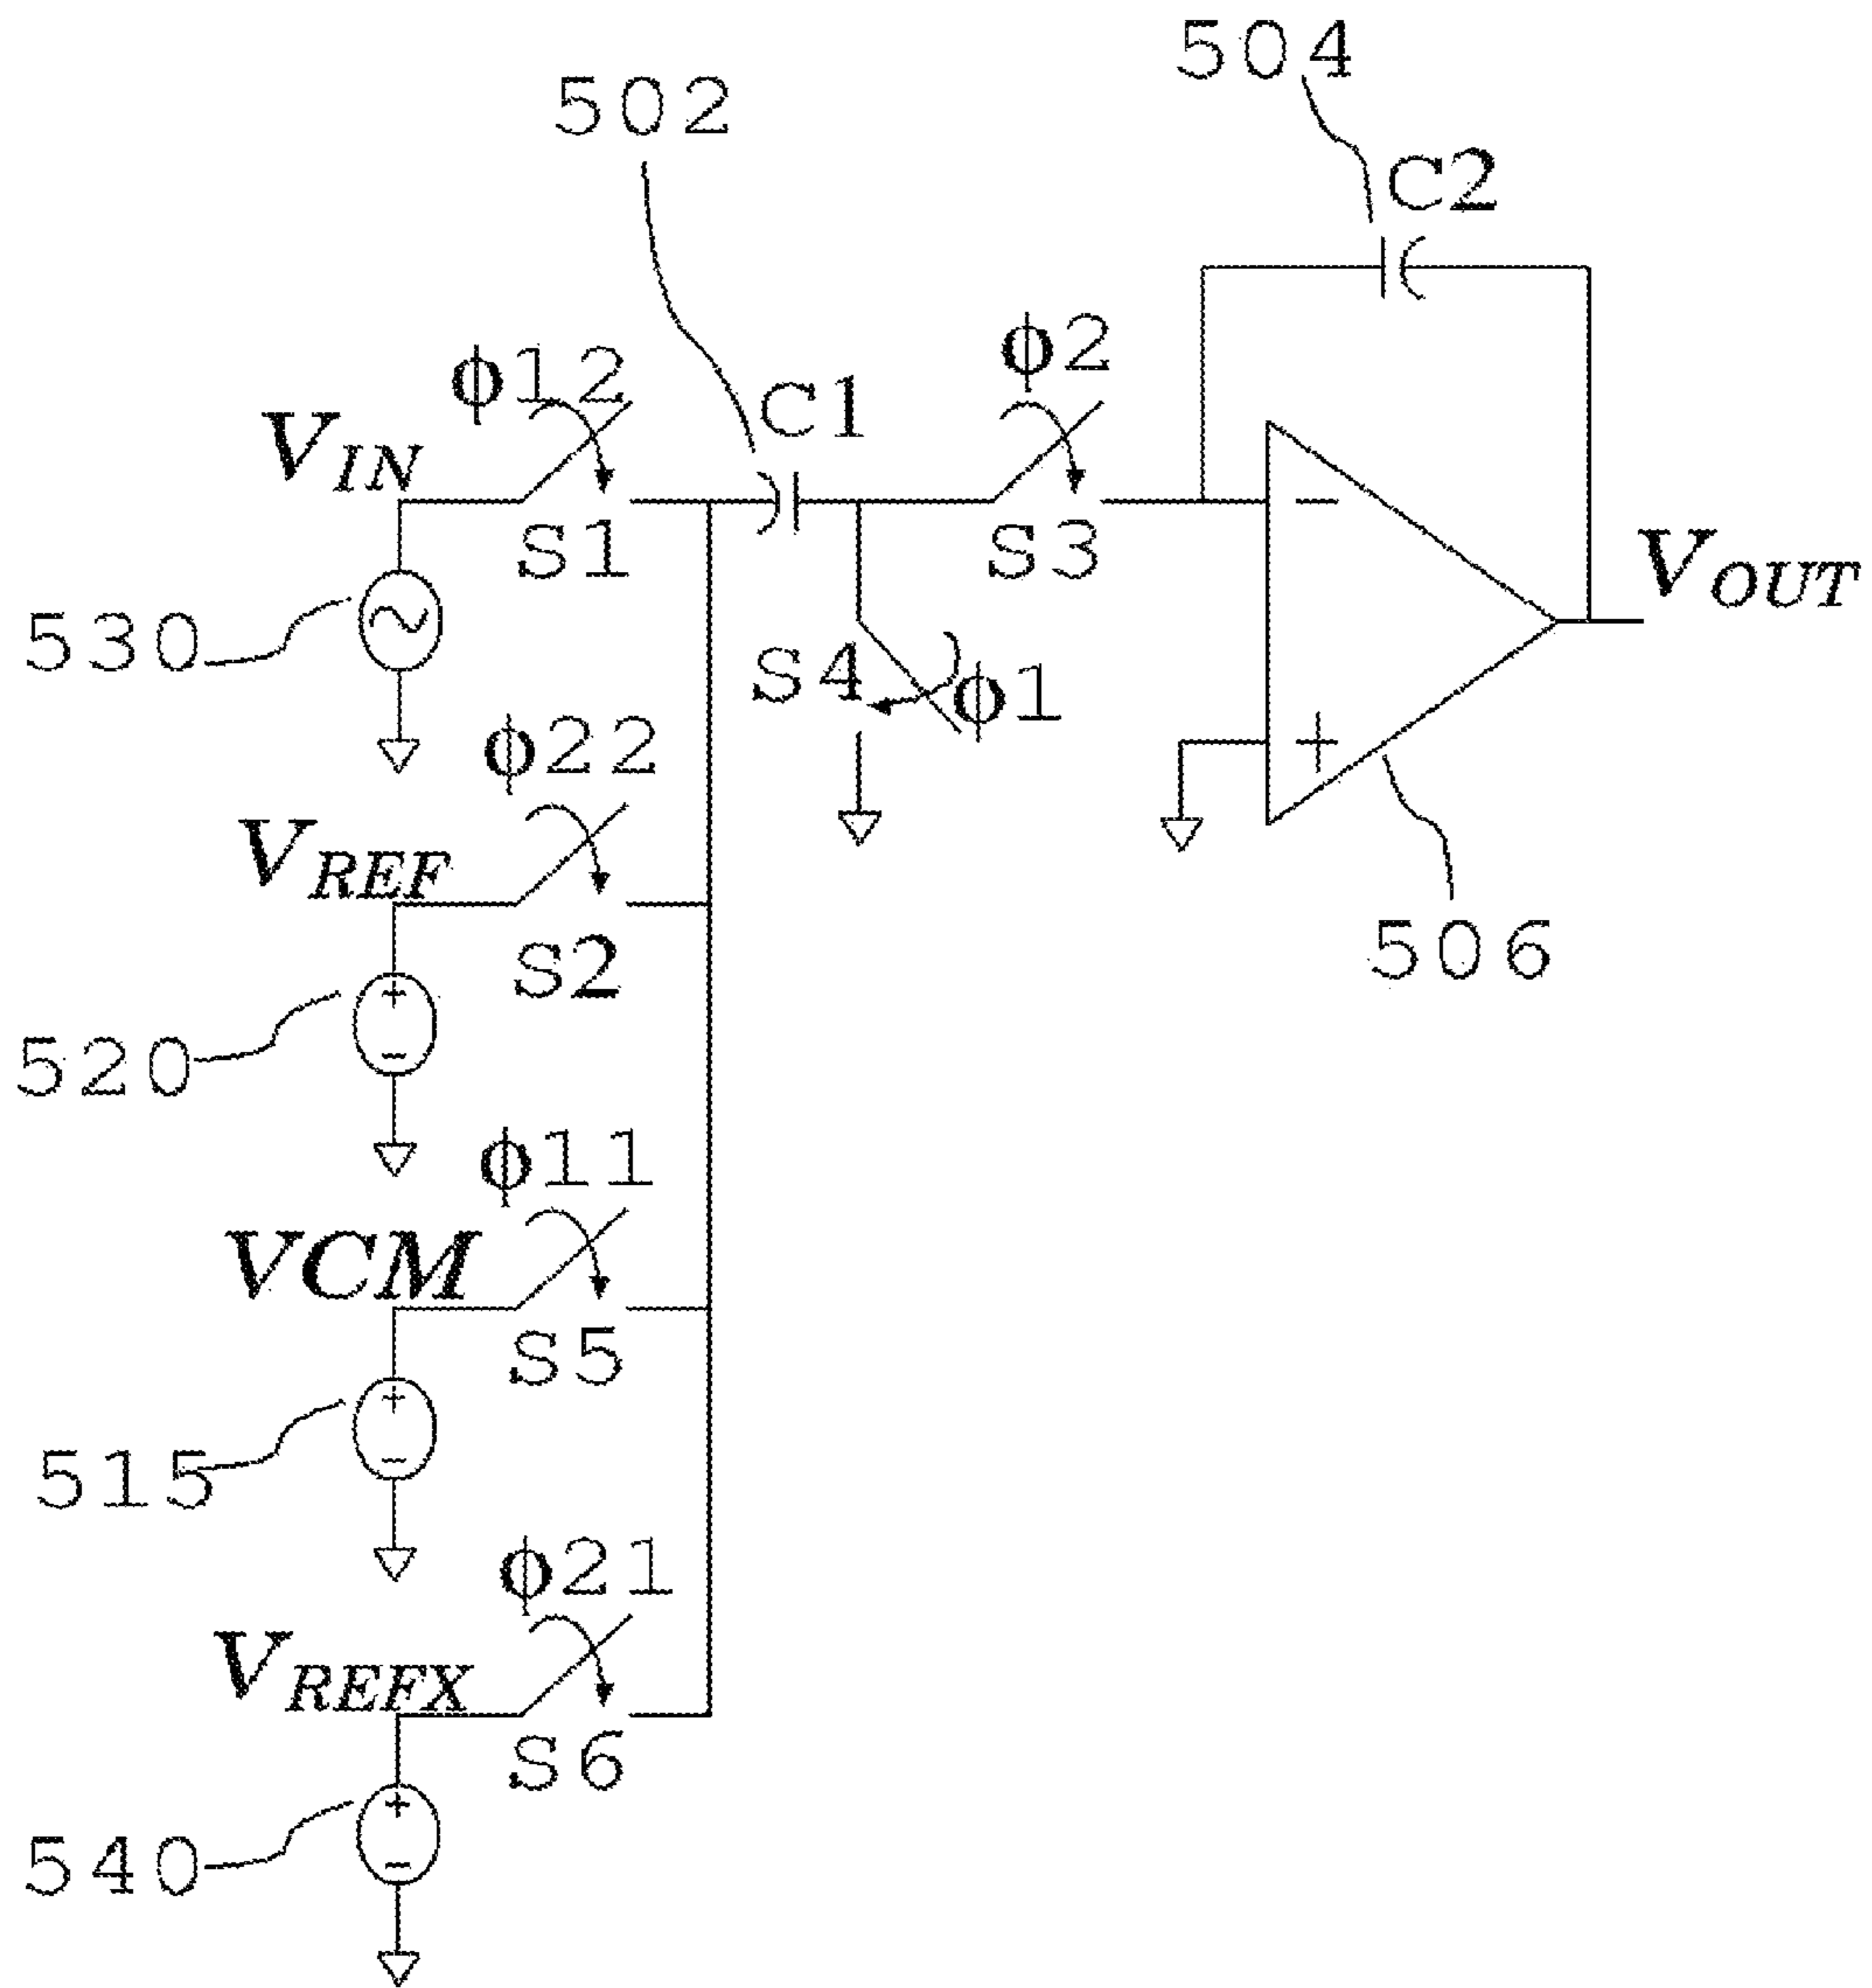 504
502
C2
ϕ12
ϕ2
C1
VIN
S1
S3
VOUT
530
S4
ϕ1
ϕ22
VREF
S2
506
520
ϕ11
VCM
S5
515
ϕ21
VREFX
S6
540